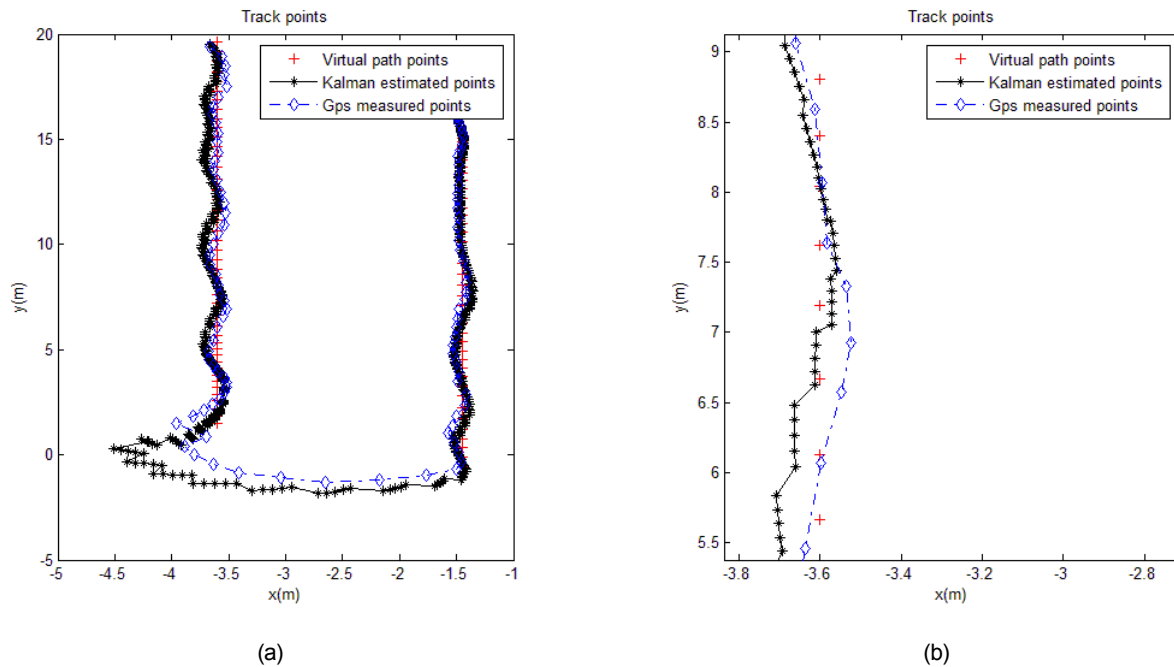 Track points
20
15
10
5
0
-5
y(m)
-5
-4.5
-4
-3.5
-3
-2.5
-2
-1.5
-1
x(m)
Virtual path points
Kalman estimated points
Gps measured points
(a)
Track points
9
8.5
8
7.5
7
6.5
6
5.5
y(m)
-3.8
-3.6
-3.4
-3.2
-3
-2.8
x(m)
Virtual path points
Kalman estimated points
Gps measured points
(b)